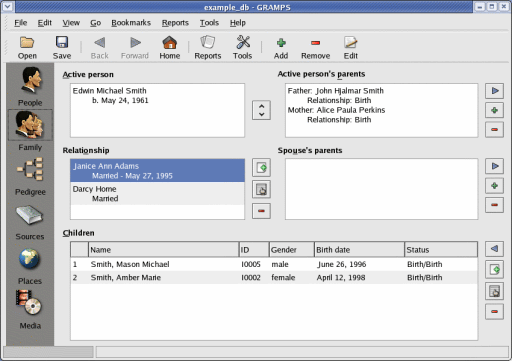 example_db - GRAMPS
File Edit View Go Bookmarks Reports Tools Help
Open Save Back Forward Home Reports Tools Add Remove Edit
People
Family
Pedigree
Sources
Places
Media
Active person
Edwin Michael Smith
b. May 24, 1961
Active person's parents
Father: John Hjalmar Smith
Relationship: Birth
Mother: Alice Paula Perkins
Relationship: Birth
Relationship
Janice Ann Adams
Married - May 27, 1995
Darcy Horne
Married
Spouse's parents
Children
Name ID Gender Birth date Status
1 Smith, Mason Michael I0005 male June 26, 1996 Birth/Birth
2 Smith, Amber Marie I0002 female April 12, 1998 Birth/Birth